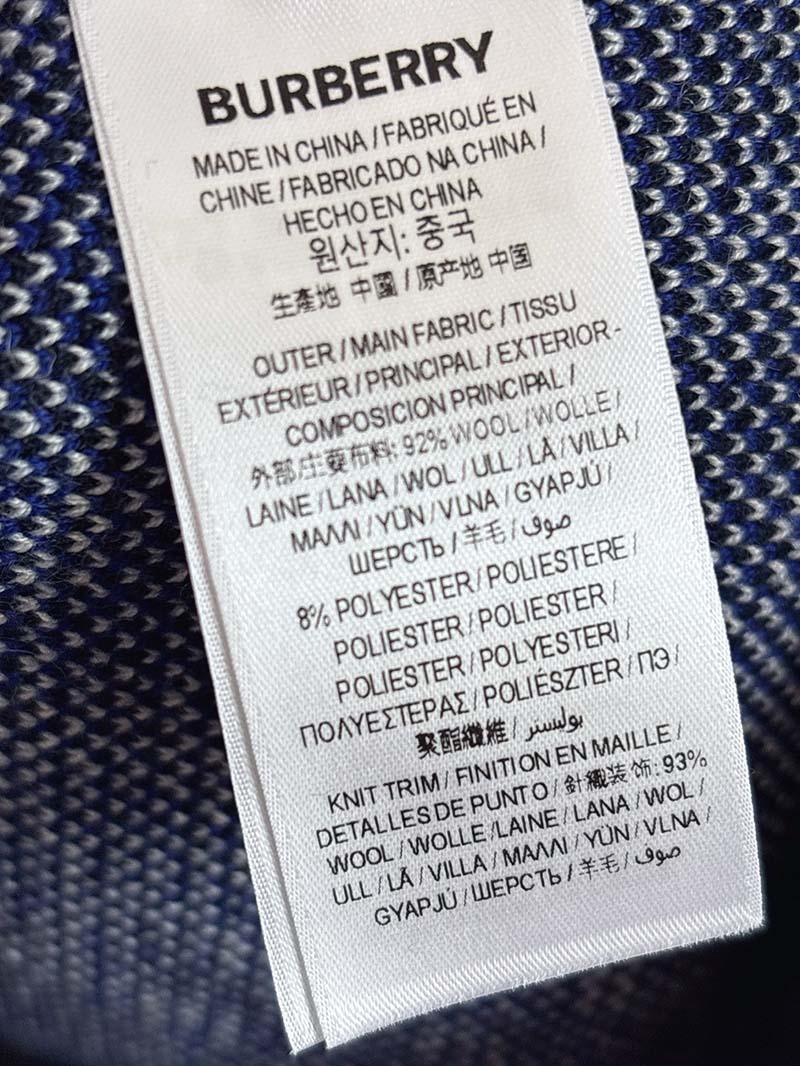 BURBERRY
MADE IN CHINA / FABRIQUÉ EN
CHINE / FABRICADO NA CHINA /
HECHO EN CHINA
원산지: 중국
生産地 中國 / 原产地 中国
OUTER / MAIN FABRIC / TISSU
EXTÉRIEUR / PRINCIPAL / EXTERIOR -
COMPOSICION PRINCIPAL /
外部主要布料: 92% WOOL / WOLLE /
LAINE / LANA / WOL / ULL / LÃ / VILLA /
ΜΑΛΛΙ / YÜN / VLNA / GYAPJÚ /
ШЕРСТЬ / 羊毛 / صوف /
8% POLYESTER / POLIESTERE /
POLIESTER / POLIESTER /
POLIESTER / POLYESTERI /
ΠΟΛΥΕΣΤΕΡΑΣ / POLIÉSZTER / ПЭ /
聚酯纖維 / بوليستر /
KNIT TRIM / FINITION EN MAILLE /
DETALLES DE PUNTO / 針織装饰: 93%
WOOL / WOLLE / LAINE / LANA / WOL /
ULL / LÃ / VILLA / ΜΑΛΛΙ / YÜN / VLNA /
GYAPJÚ / ШЕРСТЬ / 羊毛 / صوف /